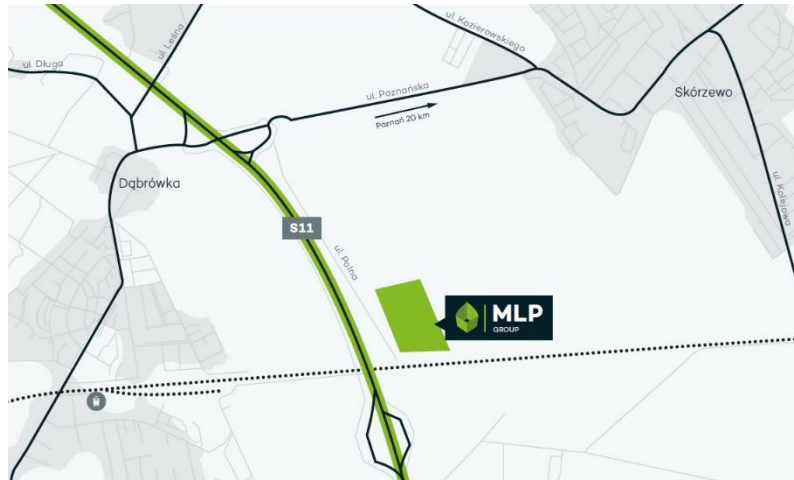 ul. Kozierowskiego
ul. Leśna
ul. Długa
ul. Poznańska
Poznań 20 km
Skórzewo
Dąbrówka
ul. Kolejowa
S11
ul. Polna
MLP
GROUP